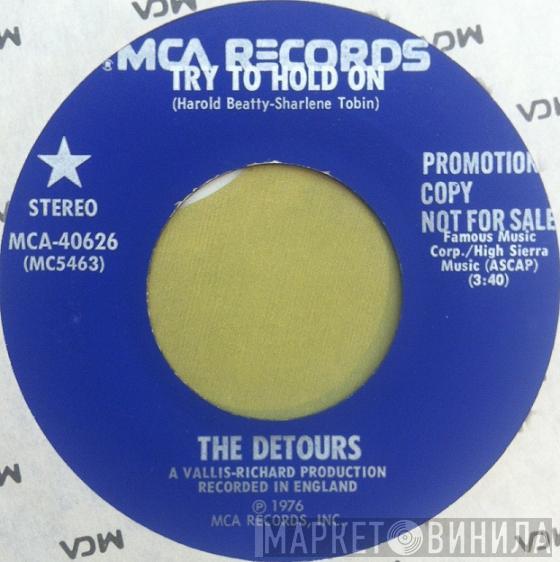 MCA RECORDS
TRY TO HOLD ON
(Harold Beatty-Sharlene Tobin)
STEREO
MCA-40626
(MC5463)
PROMOTION
COPY
NOT FOR SALE
Famous Music
Corp./High Sierra
Music (ASCAP)
(3:40)
THE DETOURS
A VALLIS-RICHARD PRODUCTION
RECORDED IN ENGLAND
℗ 1976
MCA RECORDS, INC.
МАРКЕТ ВИНИЛА
MCA
MCA
MCA
MCA